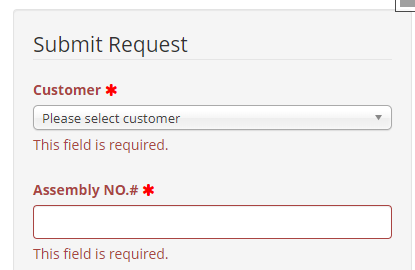 Submit Request
Customer ✱
Please select customer
This field is required.
Assembly NO.# ✱
This field is required.